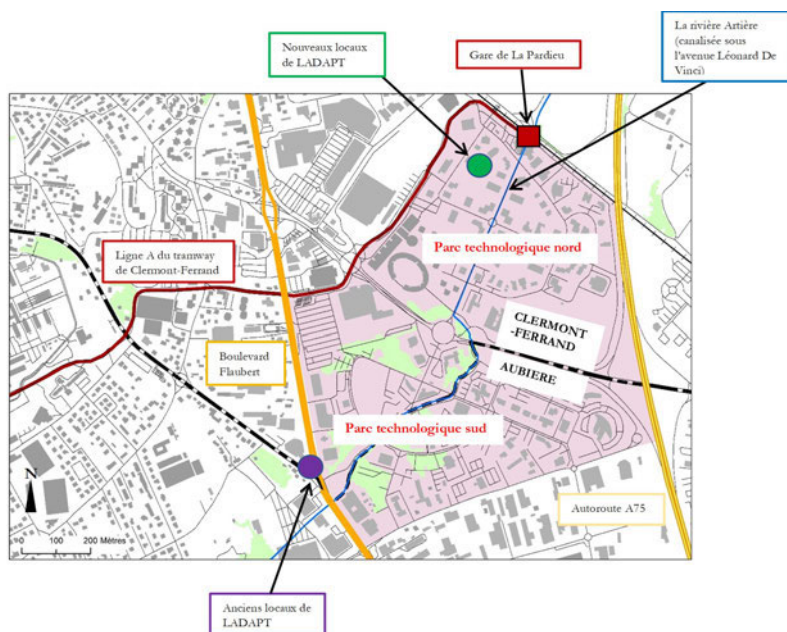 Nouveaux locaux
de LADAPT
Gare de La Pardieu
La rivière Artière
(canalisée sous
l'avenue Léonard De
Vinci)
Parc technologique nord
Ligne A du tramway
de Clermont-Ferrand
CLERMONT
-FERRAND
AUBIERE
Boulevard
Flaubert
Parc technologique sud
N
Autoroute A75
0 100 200 Mètres
Anciens locaux de
LADAPT